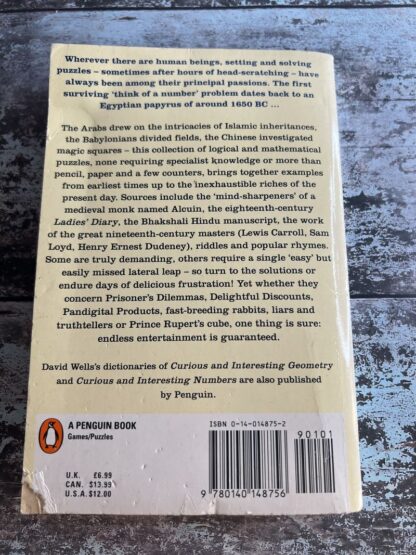 Wherever there are human beings, setting and solving
puzzles – sometimes after hours of head-scratching – have
always been among their principal passions. The first
surviving 'think of a number' problem dates back to an
Egyptian papyrus of around 1650 BC ...
The Arabs drew on the intricacies of Islamic inheritances,
the Babylonians divided fields, the Chinese investigated
magic squares – this collection of logical and mathematical
puzzles, none requiring specialist knowledge or more than
pencil, paper and a few counters, brings together examples
from earliest times up to the inexhaustible riches of the
present day. Sources include the 'mind-sharpeners' of a
medieval monk named Alcuin, the eighteenth-century
Ladies' Diary, the Bhakshali Hindu manuscript, the work
of the great nineteenth-century masters (Lewis Carroll, Sam
Loyd, Henry Ernest Dudeney), riddles and popular rhymes.
Some are truly demanding, others require a single 'easy' but
easily missed lateral leap – so turn to the solutions or
endure days of delicious frustration! Yet whether they
concern Prisoner's Dilemmas, Delightful Discounts,
Pandigital Products, fast-breeding rabbits, liars and
truthtellers or Prince Rupert's cube, one thing is sure:
endless entertainment is guaranteed.
David Wells's dictionaries of Curious and Interesting Geometry
and Curious and Interesting Numbers are also published
by Penguin.
A PENGUIN BOOK
Games/Puzzles
U.K. £6.99
CAN. $13.99
U.S.A. $12.00
ISBN 0-14-014875-2
90101
9 780140 148756